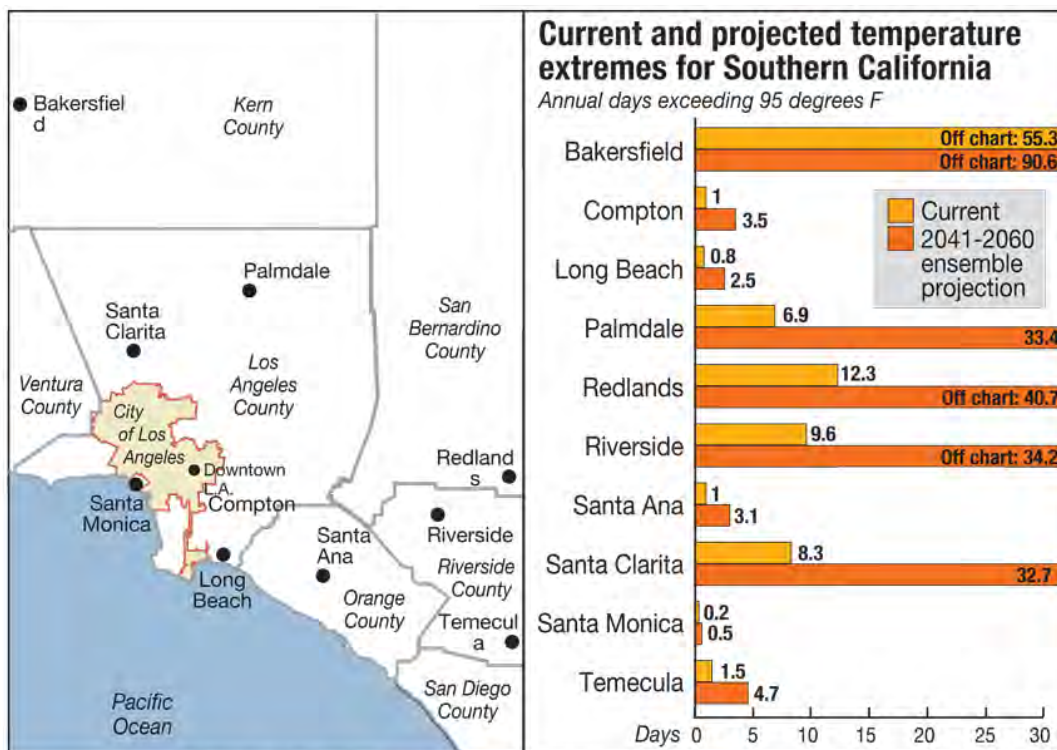 Bakersfiel
d
Kern
County
Palmdale
Santa
Clarita
San
Bernardino
County
Los
Angeles
County
Ventura
County
City
of Los
Angeles
Downtown
L.A.
Compton
Santa
Monica
Redland
s
Riverside
Santa
Ana
Riverside
County
Long
Beach
Orange
County
Temecul
a
San Diego
County
Pacific
Ocean
Current and projected temperature
extremes for Southern California
Annual days exceeding 95 degrees F
Bakersfield
Off chart: 55.3
Off chart: 90.6
Compton
1
3.5
Current
2041-2060
ensemble
projection
Long Beach
0.8
2.5
Palmdale
6.9
33.4
Redlands
12.3
Off chart: 40.7
Riverside
9.6
Off chart: 34.2
Santa Ana
1
3.1
Santa Clarita
8.3
32.7
Santa Monica
0.2
0.5
Temecula
1.5
4.7
Days 0 5 10 15 20 25 30